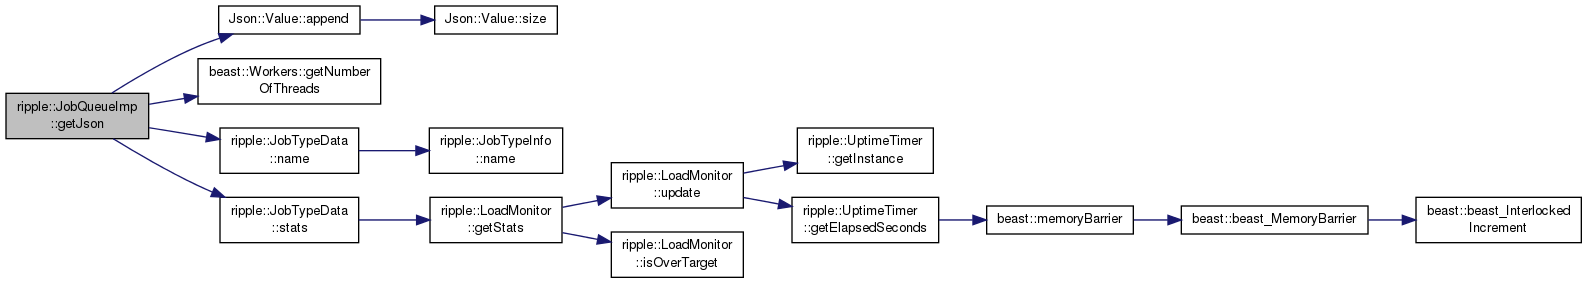 Json::Value::append
Json::Value::size
beast::Workers::getNumber
OfThreads
ripple::JobQueueImp
::getJson
ripple::JobTypeData
::name
ripple::JobTypeInfo
::name
ripple::UptimeTimer
::getInstance
ripple::LoadMonitor
::update
ripple::JobTypeData
::stats
ripple::LoadMonitor
::getStats
ripple::UptimeTimer
::getElapsedSeconds
beast::memoryBarrier
beast::beast_MemoryBarrier
beast::beast_Interlocked
Increment
ripple::LoadMonitor
::isOverTarget